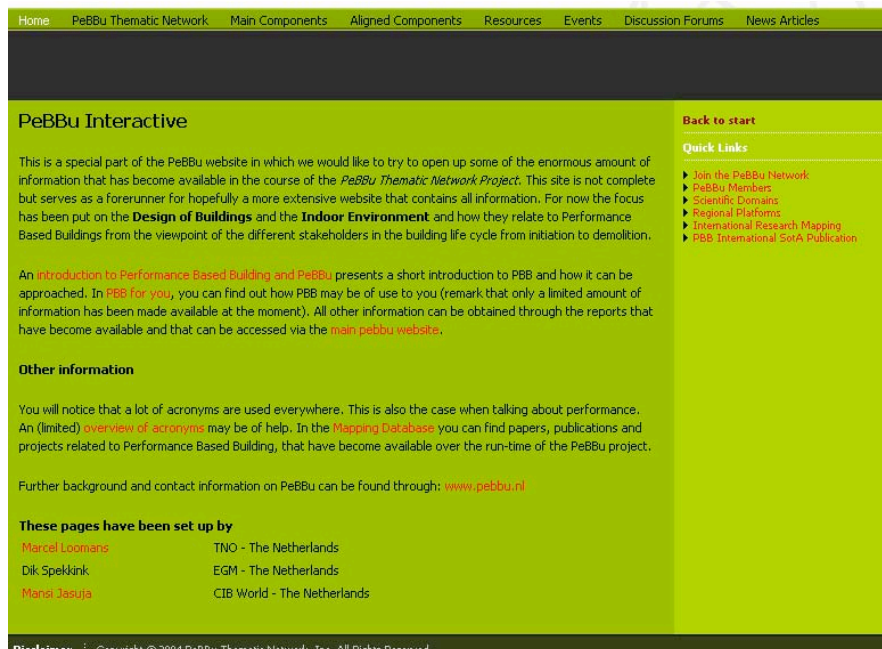 Home PeBBu Thematic Network Main Components Aligned Components Resources Events Discussion Forums News Articles
PeBBu Interactive
This is a special part of the PeBBu website in which we would like to try to open up some of the enormous amount of
information that has become available in the course of the PeBBu Thematic Network Project. This site is not complete
but serves as a forerunner for hopefully a more extensive website that contains all information. For now the focus
has been put on the Design of Buildings and the Indoor Environment and how they relate to Performance
Based Buildings from the viewpoint of the different stakeholders in the building life cycle from initiation to demolition.
An introduction to Performance Based Building and PeBBu presents a short introduction to PBB and how it can be
approached. In PBB for you, you can find out how PBB may be of use to you (remark that only a limited amount of
information has been made available at the moment). All other information can be obtained through the reports that
have become available and that can be accessed via the main pebbu website.
Other information
You will notice that a lot of acronyms are used everywhere. This is also the case when talking about performance.
An (limited) overview of acronyms may be of help. In the Mapping Database you can find papers, publications and
projects related to Performance Based Building, that have become available over the run-time of the PeBBu project.
Further background and contact information on PeBBu can be found through: www.pebbu.nl
These pages have been set up by
Marcel Loomans TNO - The Netherlands
Dik Spekkink EGM - The Netherlands
Mansi Jasuja CIB World - The Netherlands
Back to start
Quick Links
Join the PeBBu Network
PeBBu Members
Scientific Domains
Regional Platforms
International Research Mapping
PBB International SotA Publication
Disclaimer | Copyright © 2004 PeBBu Thematic Network, Inc. All Rights Reserved